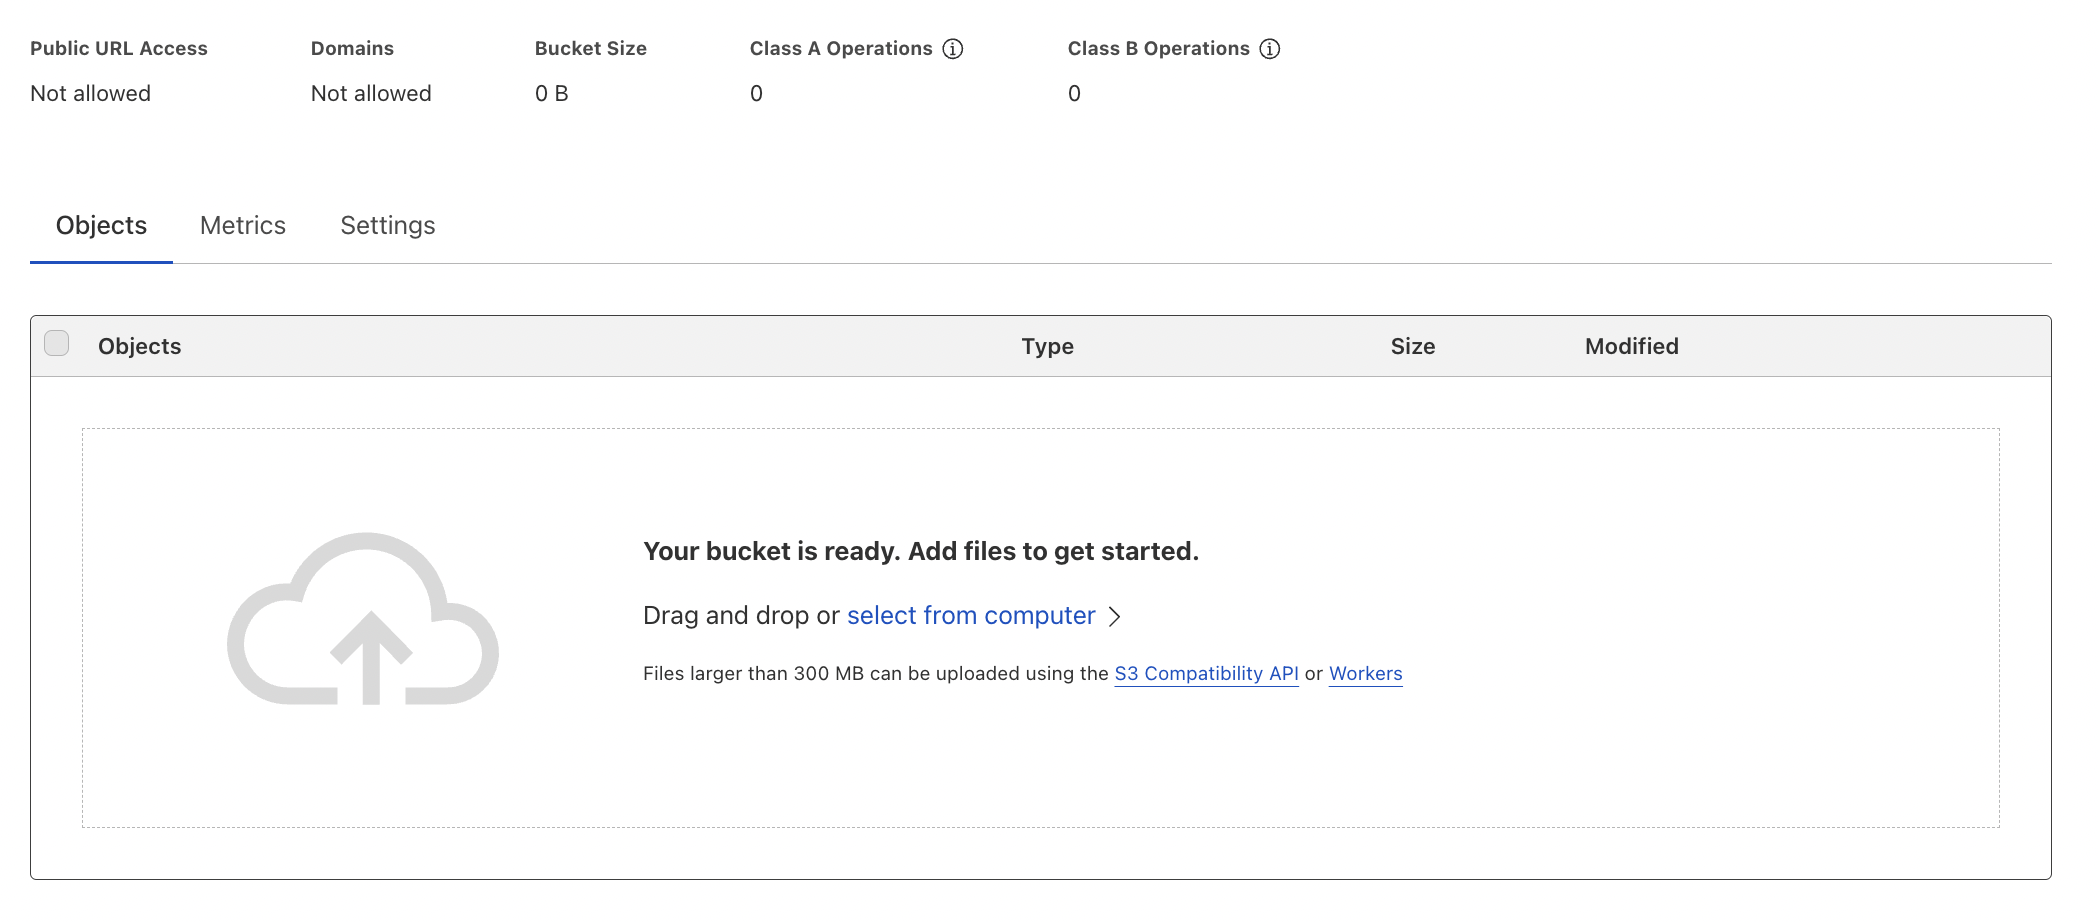 Public URL Access
Domains
Bucket Size
Class A Operations
Class B Operations
Not allowed
Not allowed
0 B
0
0
Objects
Metrics
Settings
Objects
Type
Size
Modified
Your bucket is ready. Add files to get started.
Drag and drop or select from computer
Files larger than 300 MB can be uploaded using the S3 Compatibility API or Workers